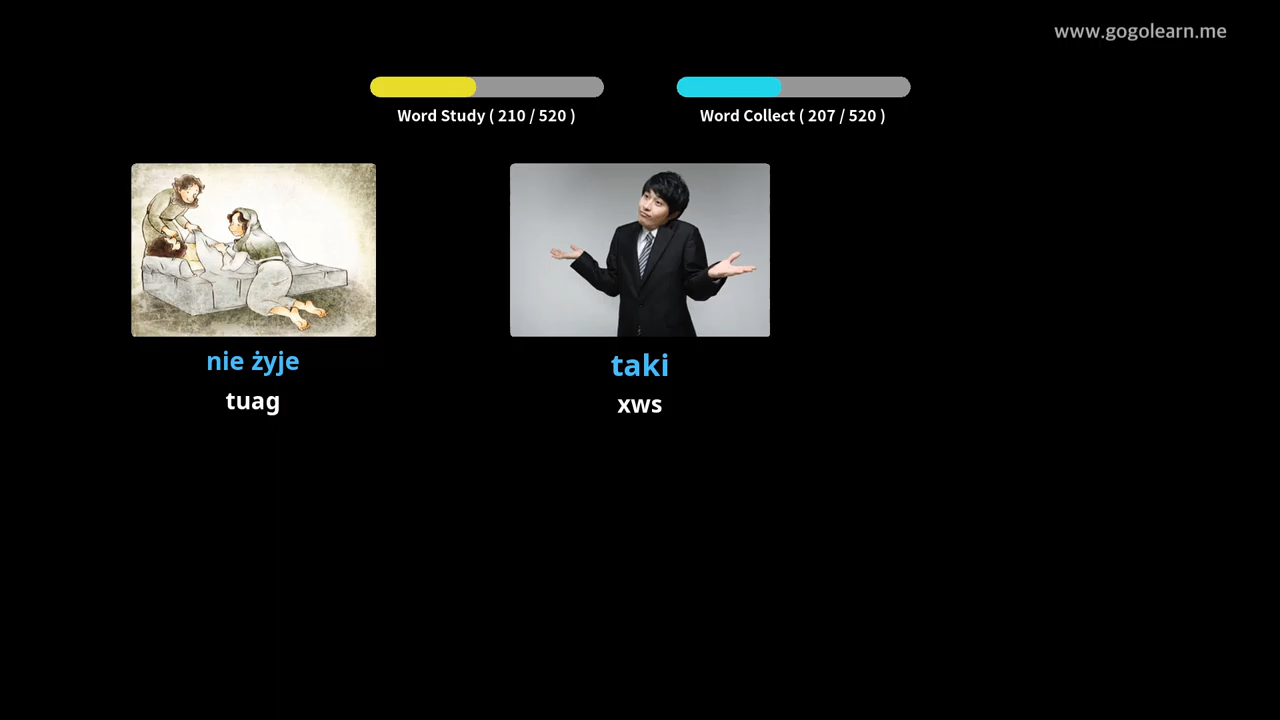 www.gogolearn.me
Word Study ( 210 / 520 )
Word Collect ( 207 / 520 )
nie żyje
taki
tuag
xws